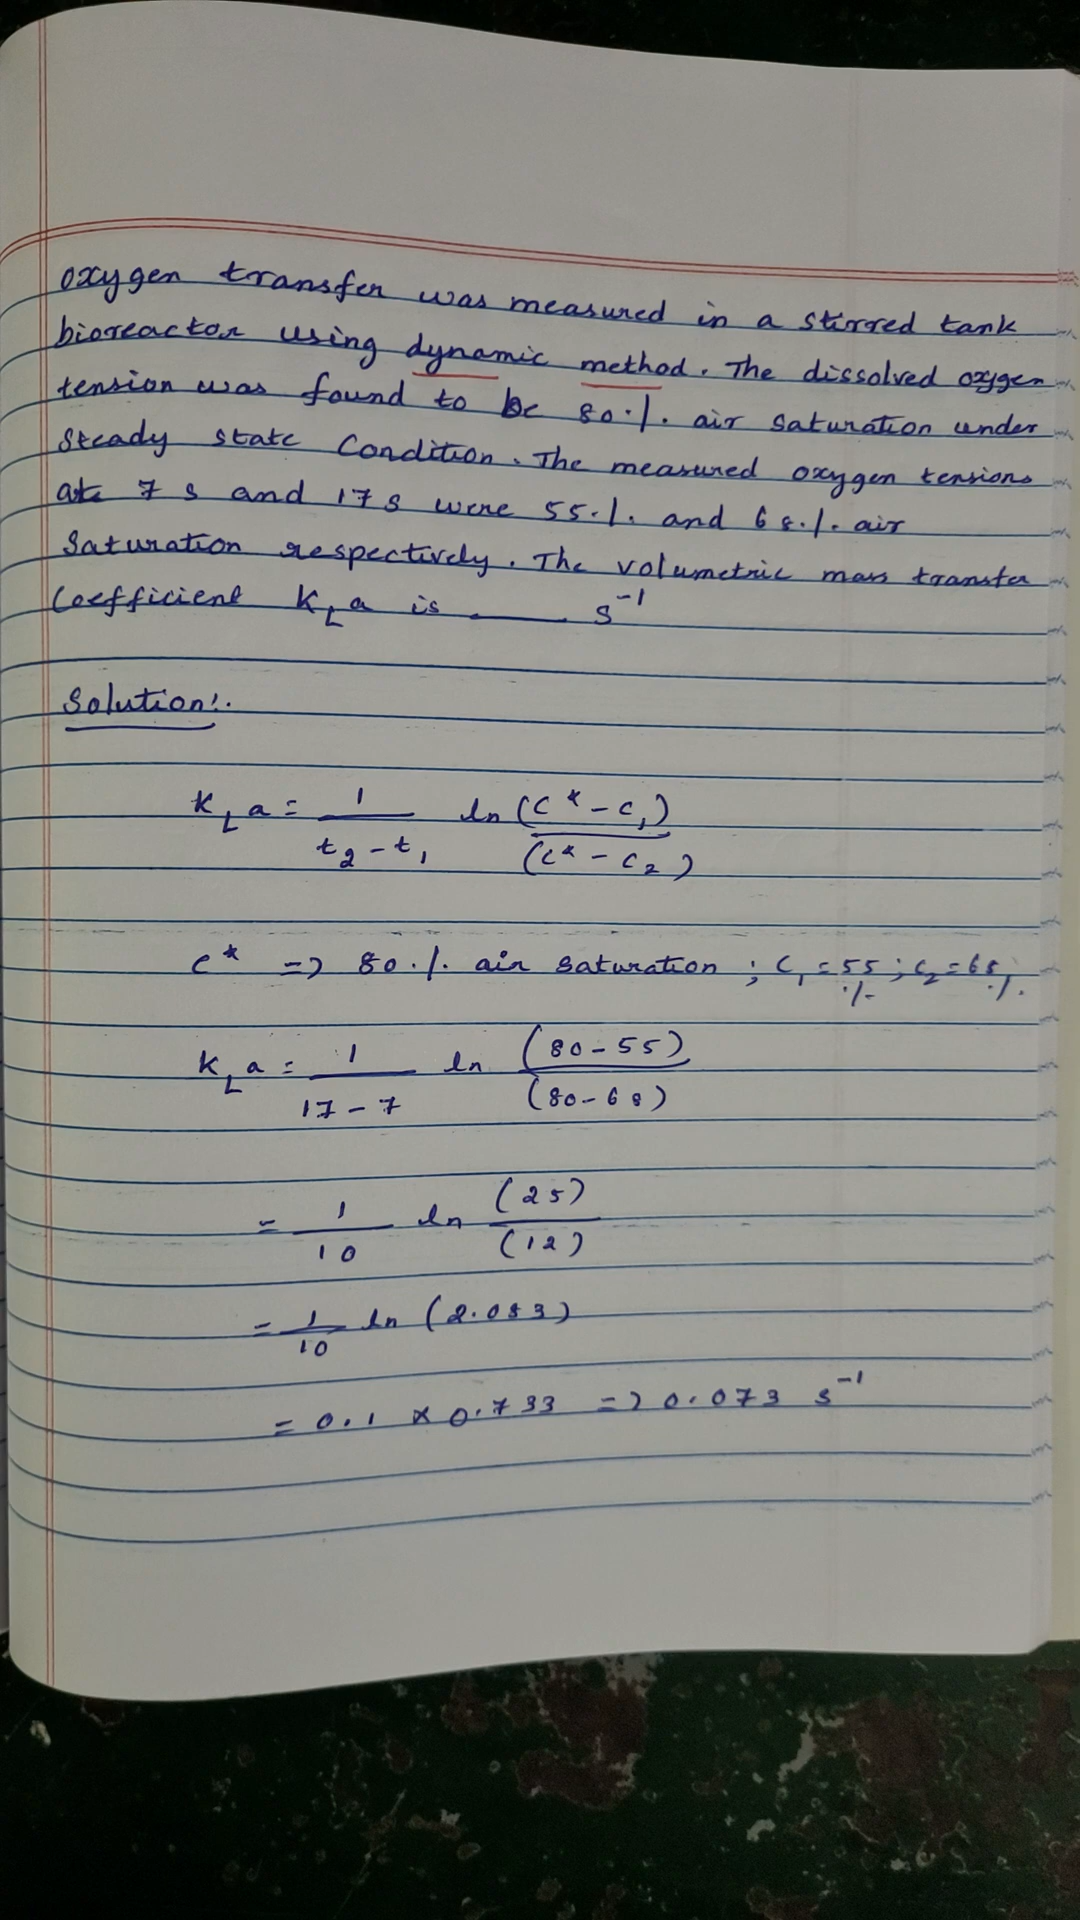 oxygen transfer was measured in a stirred tank
bioreactor using dynamic method. The dissolved oxygen
tension was found to be 80 % air saturation under
steady state Condition. The measured oxygen tensions
at 7 s and 17 s were 55 % and 68 % air
saturation respectively. The volumetric mass transfer
Coefficient K_L a is ____ s⁻¹
Solution:.
K_L a = 1/(t₂ - t₁) ln (C* - C₁)/(C* - C₂)
C* => 80 % air saturation ; C₁ = 55 % ; C₂ = 68 %
K_L a = 1/(17 - 7) ln (80 - 55)/(80 - 68)
= 1/10 ln (25)/(12)
= 1/10 ln (2.083)
= 0.1 × 0.733 => 0.073 s⁻¹